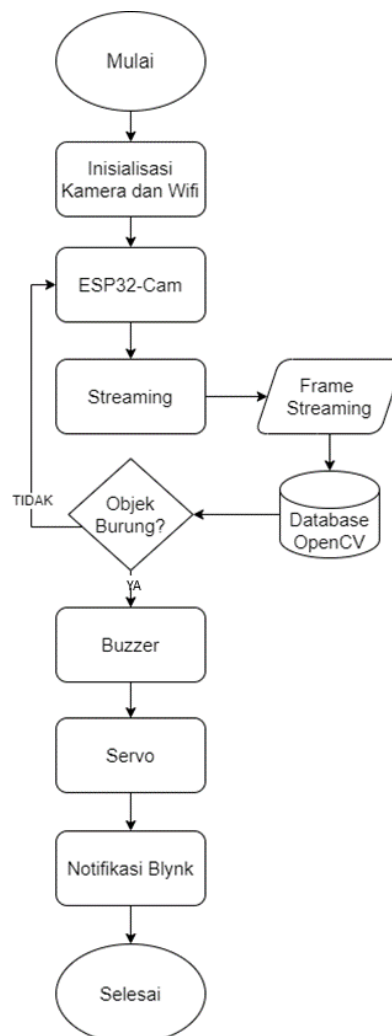 Mulai
Inisialisasi
Kamera dan Wifi
ESP32-Cam
Streaming
Frame
Streaming
Database
OpenCV
Objek
Burung?
TIDAK
YA
Buzzer
Servo
Notifikasi Blynk
Selesai